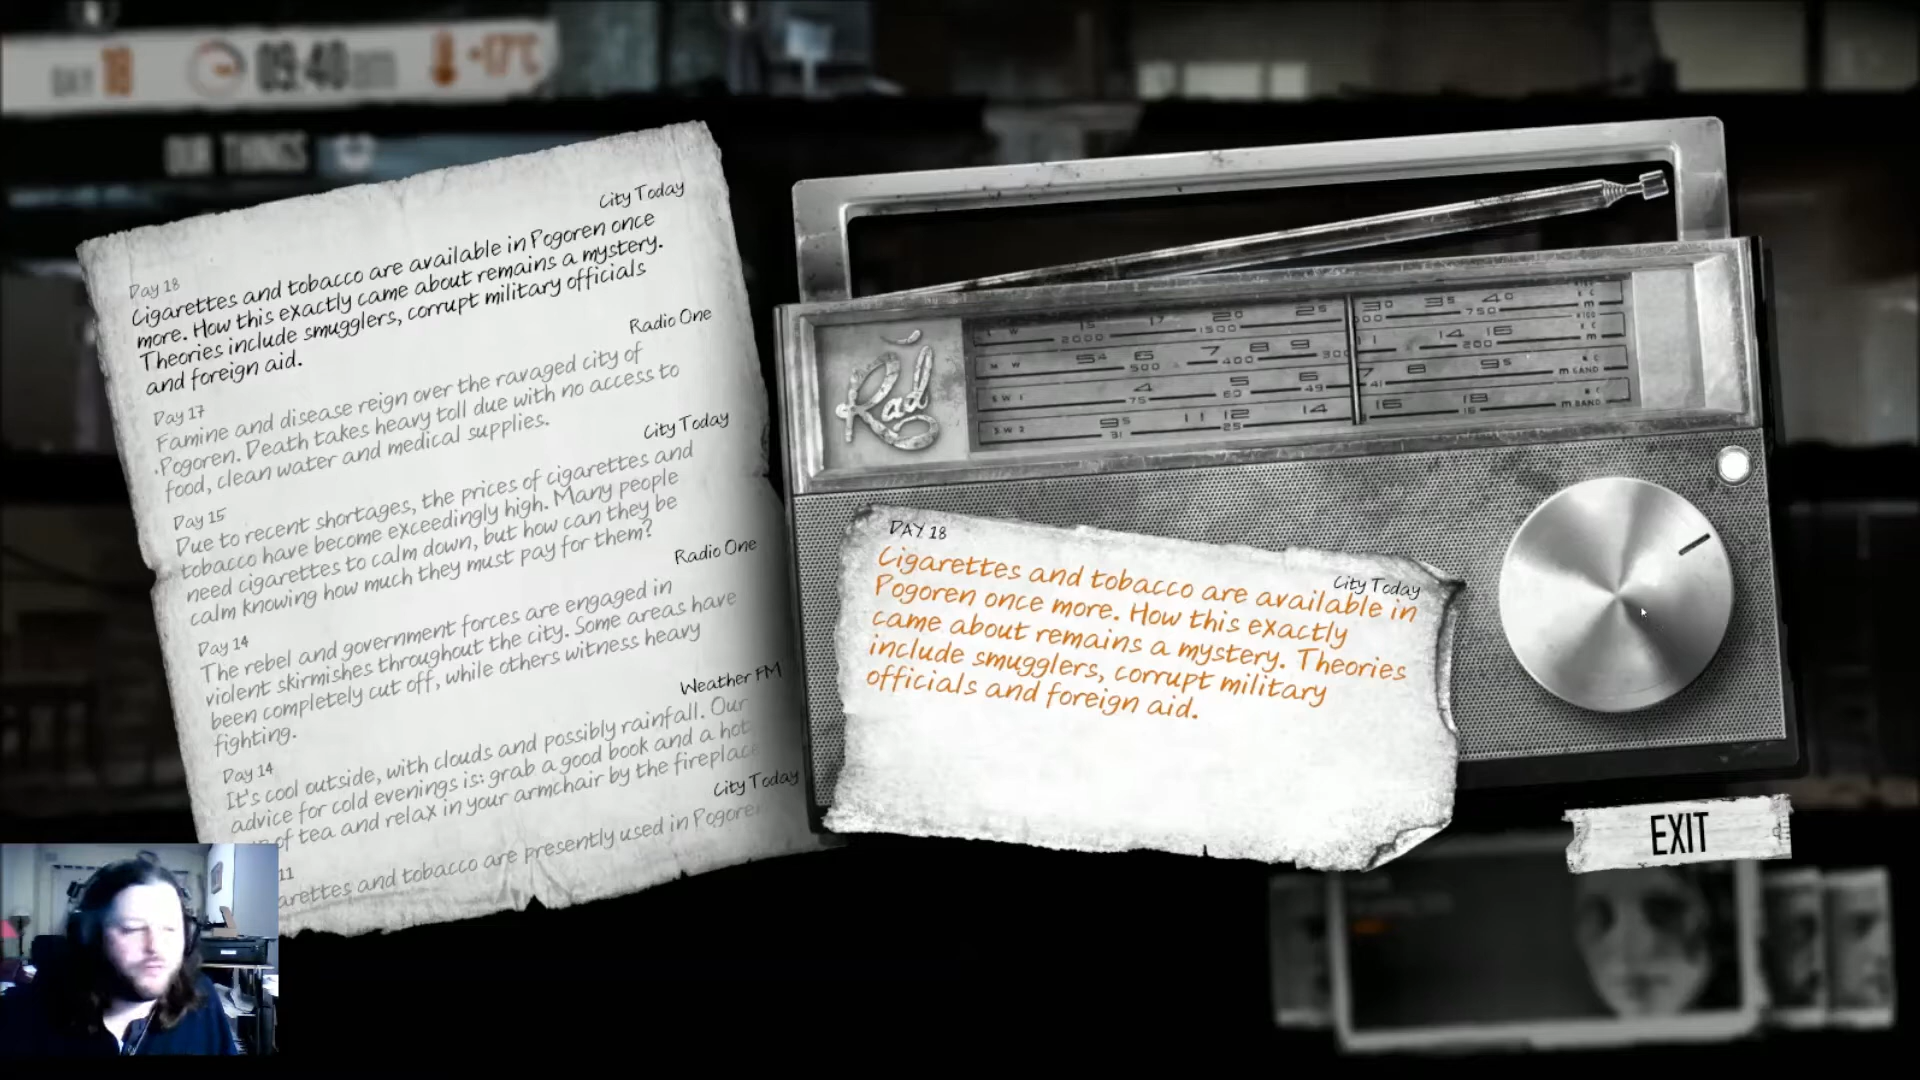 DAY 18
09:40 am
-17°C
OUR THINGS
City Today
Day 18
Cigarettes and tobacco are available in Pogoren once
more. How this exactly came about remains a mystery.
Theories include smugglers, corrupt military officials
and foreign aid.
Radio One
Day 17
Famine and disease reign over the ravaged city of
.Pogoren. Death takes heavy toll due with no access to
food, clean water and medical supplies.
City Today
Day 15
Due to recent shortages, the prices of cigarettes and
tobacco have become exceedingly high. Many people
need cigarettes to calm down, but how can they be
calm knowing how much they must pay for them?
Radio One
Day 14
The rebel and government forces are engaged in
violent skirmishes throughout the city. Some areas have
been completely cut off, while others witness heavy
fighting.
Weather FM
Day 14
It's cool outside, with clouds and possibly rainfall. Our
advice for cold evenings is: grab a good book and a hot
of tea and relax in your armchair by the fireplace
City Today
11
arettes and tobacco are presently used in Pogoren
Rad
DAY 18
City Today
Cigarettes and tobacco are available in
Pogoren once more. How this exactly
came about remains a mystery. Theories
include smugglers, corrupt military
officials and foreign aid.
EXIT